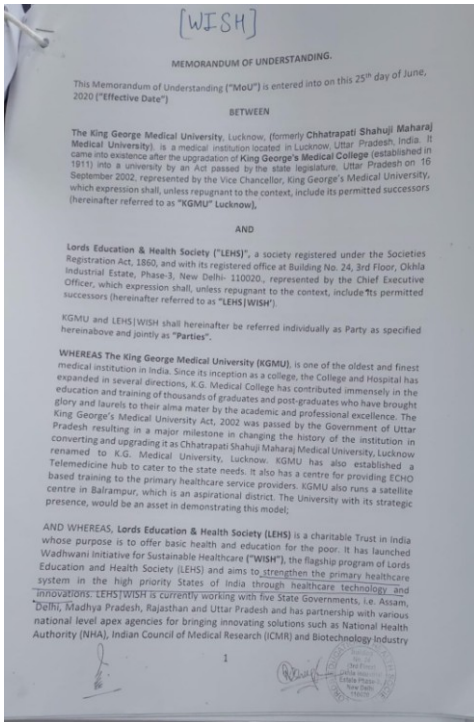 [WISH]
MEMORANDUM OF UNDERSTANDING.
This Memorandum of Understanding ("MoU") is entered into on this 25th day of June,
2020 ("Effective Date")
BETWEEN
The King George Medical University, Lucknow, (formerly Chhatrapati Shahuji Maharaj
Medical University). is a medical institution located in Lucknow, Uttar Pradesh, India. It
came into existence after the upgradation of King George's Medical College (established in
1911) into a university by an Act passed by the state legislature, Uttar Pradesh on 16
September 2002, represented by the Vice Chancellor, King George's Medical University,
which expression shall, unless repugnant to the context, include its permitted successors
(hereinafter referred to as "KGMU" Lucknow],
AND
Lords Education & Health Society ("LEHS)", a society registered under the Societies
Registration Act, 1860, and with its registered office at Building No. 24, 3rd Floor, Okhla
Industrial Estate, Phase-3, New Delhi- 110020., represented by the Chief Executive
Officer, which expression shall, unless repugnant to the context, include its permitted
successors (hereinafter referred to as "LEHS|WISH').
KGMU and LEHS|WISH shall hereinafter be referred individually as Party as specified
hereinabove and jointly as "Parties".
WHEREAS The King George Medical University (KGMU), is one of the oldest and finest
medical institution in India. Since its inception as a college, the College and Hospital has
expanded in several directions, K.G. Medical College has contributed immensely in the
education and training of thousands of graduates and post-graduates who have brought
glory and laurels to their alma mater by the academic and professional excellence. The
King George's Medical University Act, 2002 was passed by the Government of Uttar
Pradesh resulting in a major milestone in changing the history of the institution in
converting and upgrading it as Chhatrapati Shahuji Maharaj Medical University, Lucknow
renamed to K.G. Medical University, Lucknow. KGMU has also established a
Telemedicine hub to cater to the state needs. It also has a centre for providing ECHO
based training to the primary healthcare service providers. KGMU also runs a satellite
centre in Balrampur, which is an aspirational district. The University with its strategic
presence, would be an asset in demonstrating this model;
AND WHEREAS, Lords Education & Health Society (LEHS) is a charitable Trust in India
whose purpose is to offer basic health and education for the poor. It has launched
Wadhwani Initiative for Sustainable Healthcare ("WISH"), the flagship program of Lords
Education and Health Society (LEHS) and aims to strengthen the primary healthcare
system in the high priority States of India through healthcare technology and
innovations. LEHS|WISH is currently working with five State Governments, i.e. Assam,
Delhi, Madhya Pradesh, Rajasthan and Uttar Pradesh and has partnership with various
national level apex agencies for bringing innovating solutions such as National Health
Authority (NHA), Indian Council of Medical Research (ICMR) and Biotechnology Industry
1
New Delhi